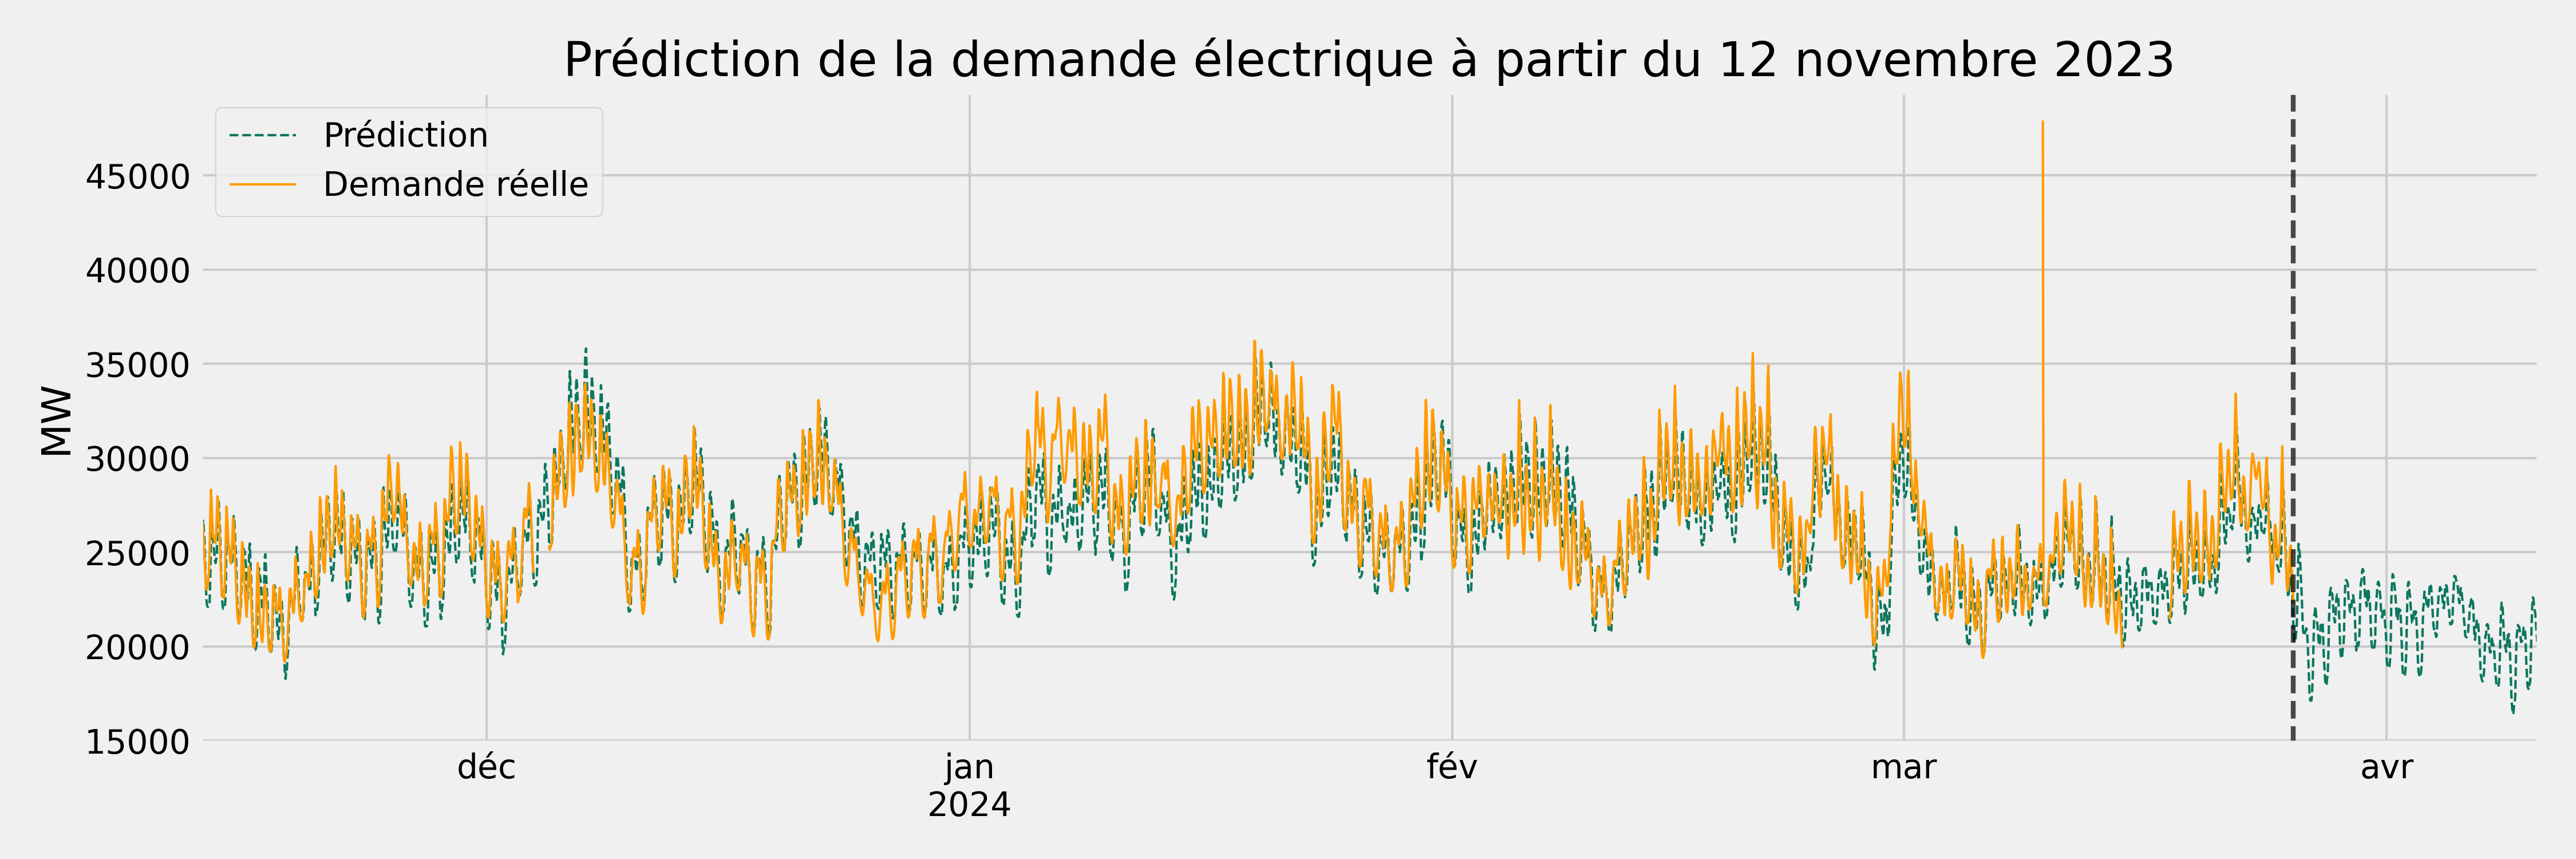 Prédiction de la demande électrique à partir du 12 novembre 2023
Prédiction
Demande réelle
MW
45000
40000
35000
30000
25000
20000
15000
déc
jan
2024
fév
mar
avr